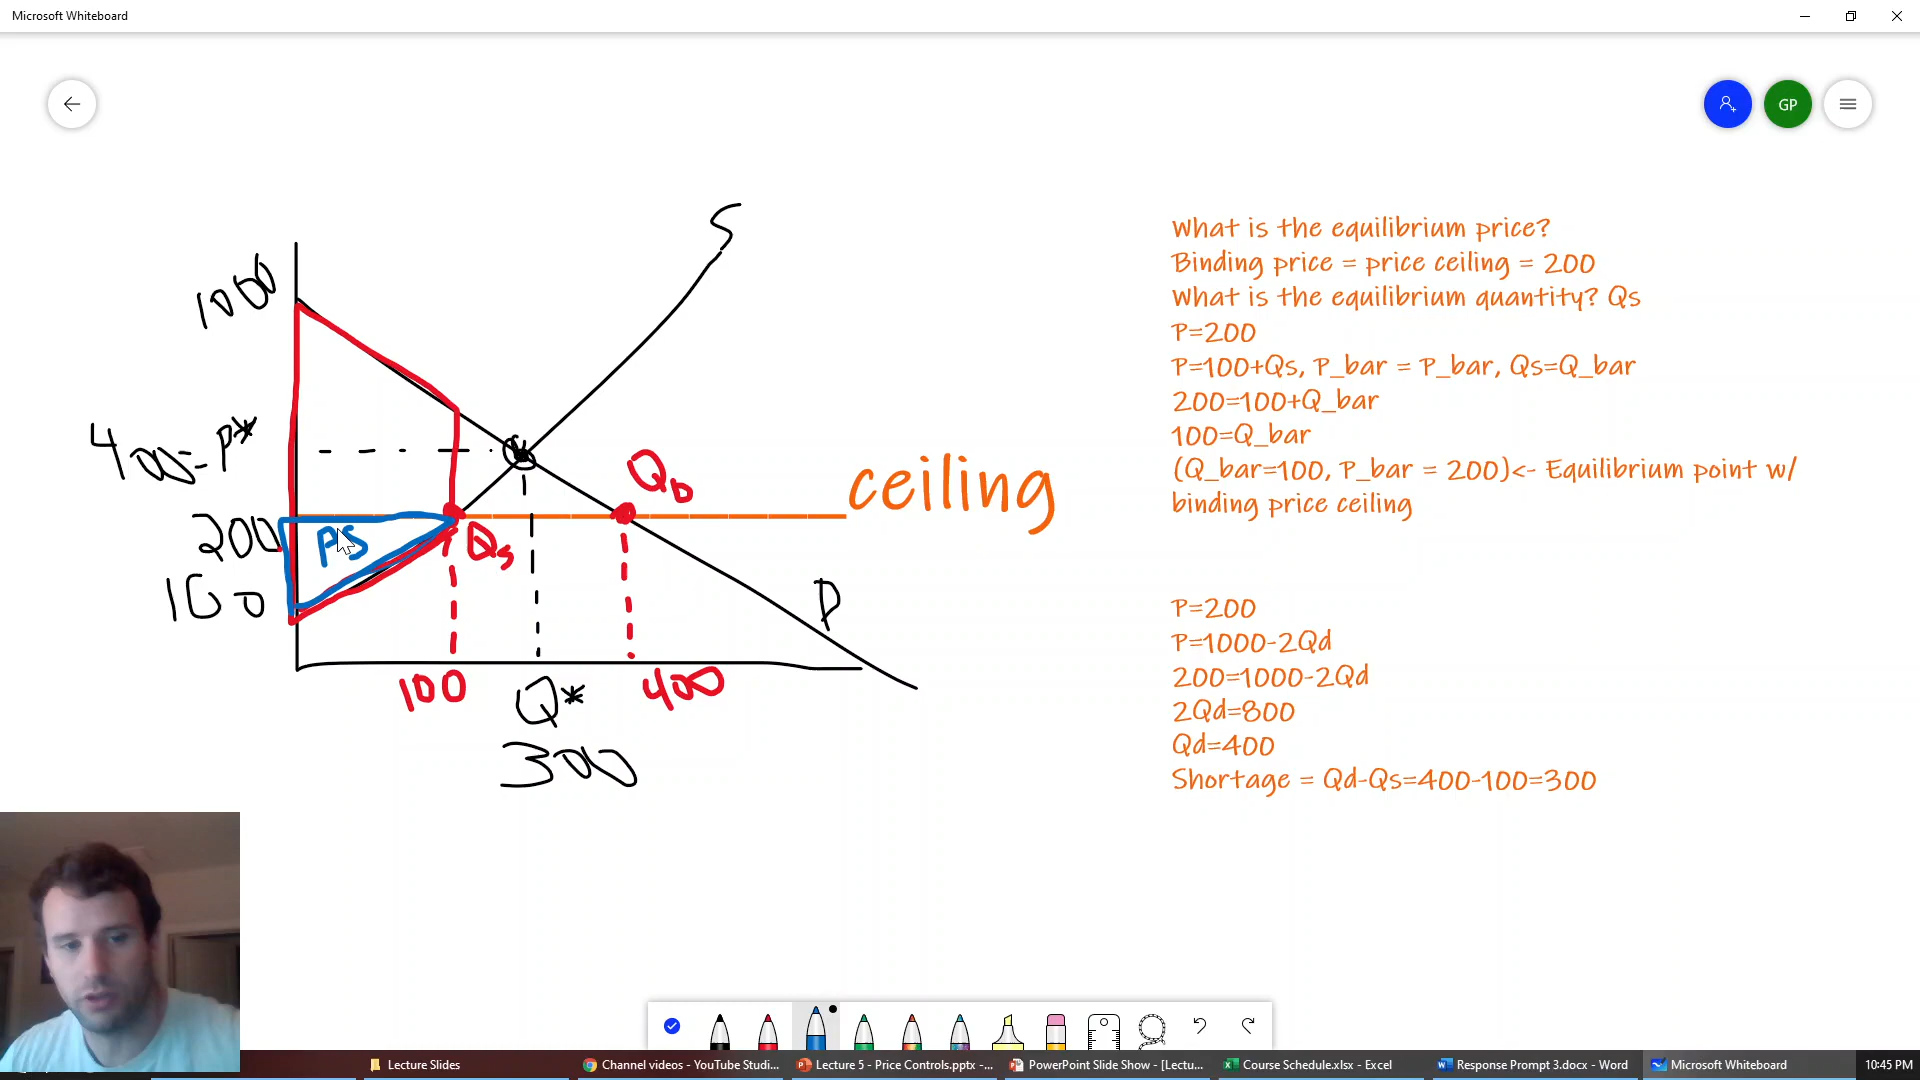 Microsoft Whiteboard
GP
S
1000
400=P*
ceiling
200
PS
Qs
QD
100
D
100
Q*
400
300
What is the equilibrium price?
Binding price = price ceiling = 200
What is the equilibrium quantity? Qs
P=200
P=100+Qs, P_bar = P_bar, Qs=Q_bar
200=100+Q_bar
100=Q_bar
(Q_bar=100, P_bar = 200)<- Equilibrium point w/
binding price ceiling
P=200
P=1000-2Qd
200=1000-2Qd
2Qd=800
Qd=400
Shortage = Qd-Qs=400-100=300
Lecture Slides
Channel videos - YouTube Studi...
Lecture 5 - Price Controls.pptx -...
PowerPoint Slide Show - [Lectu...
Course Schedule.xlsx - Excel
Response Prompt 3.docx - Word
Microsoft Whiteboard
10:45 PM